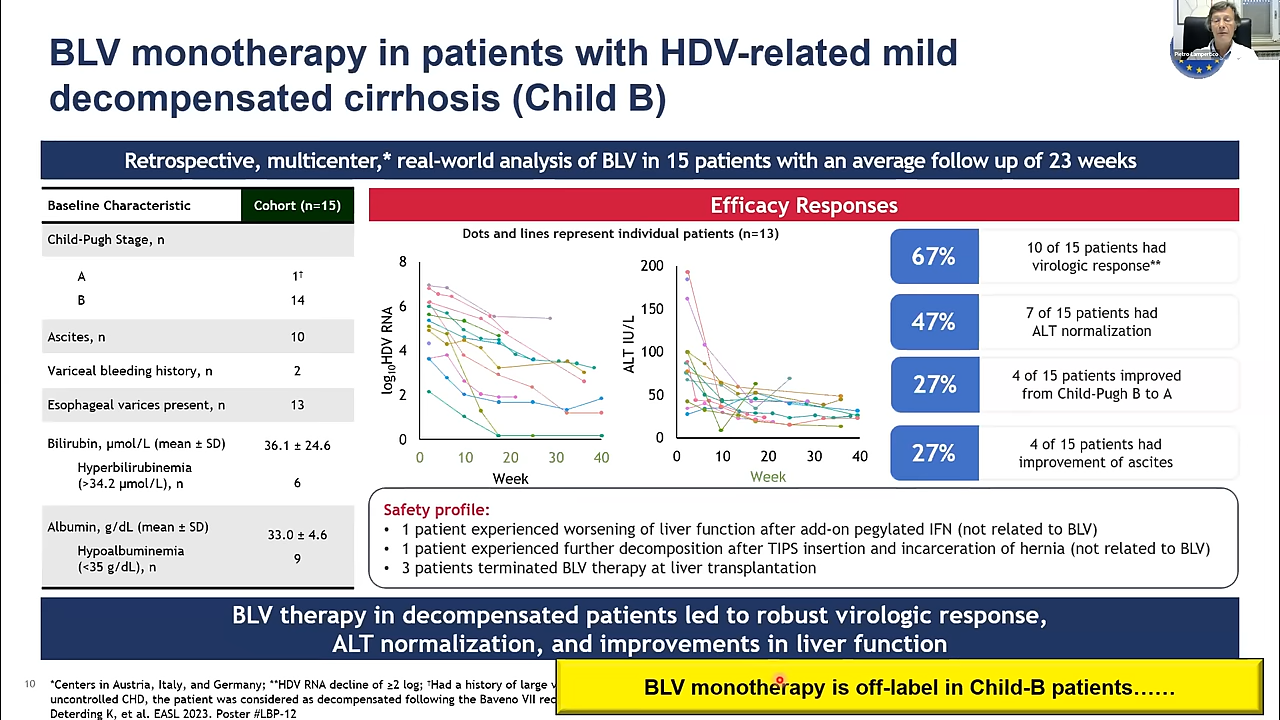 BLV monotherapy in patients with HDV-related mild
decompensated cirrhosis (Child B)
Pietro Lampertico
Retrospective, multicenter,* real-world analysis of BLV in 15 patients with an average follow up of 23 weeks
Baseline Characteristic Cohort (n=15)
Child-Pugh Stage, n
A 1†
B 14
Ascites, n 10
Variceal bleeding history, n 2
Esophageal varices present, n 13
Bilirubin, µmol/L (mean ± SD) 36.1 ± 24.6
Hyperbilirubinemia
(>34.2 µmol/L), n 6
Albumin, g/dL (mean ± SD) 33.0 ± 4.6
Hypoalbuminemia
(<35 g/dL), n 9
Efficacy Responses
Dots and lines represent individual patients (n=13)
log10HDV RNA
8
6
4
2
0
0 10 20 30 40
Week
ALT IU/L
200
150
100
50
0
0 10 20 30 40
Week
67% 10 of 15 patients had
virologic response**
47% 7 of 15 patients had
ALT normalization
27% 4 of 15 patients improved
from Child-Pugh B to A
27% 4 of 15 patients had
improvement of ascites
Safety profile:
• 1 patient experienced worsening of liver function after add-on pegylated IFN (not related to BLV)
• 1 patient experienced further decomposition after TIPS insertion and incarceration of hernia (not related to BLV)
• 3 patients terminated BLV therapy at liver transplantation
BLV therapy in decompensated patients led to robust virologic response,
ALT normalization, and improvements in liver function
10
*Centers in Austria, Italy, and Germany; **HDV RNA decline of ≥2 log; †Had a history of large
uncontrolled CHD, the patient was considered as decompensated following the Baveno VII
Deterding K, et al. EASL 2023. Poster #LBP-12
BLV monotherapy is off-label in Child-B patients……